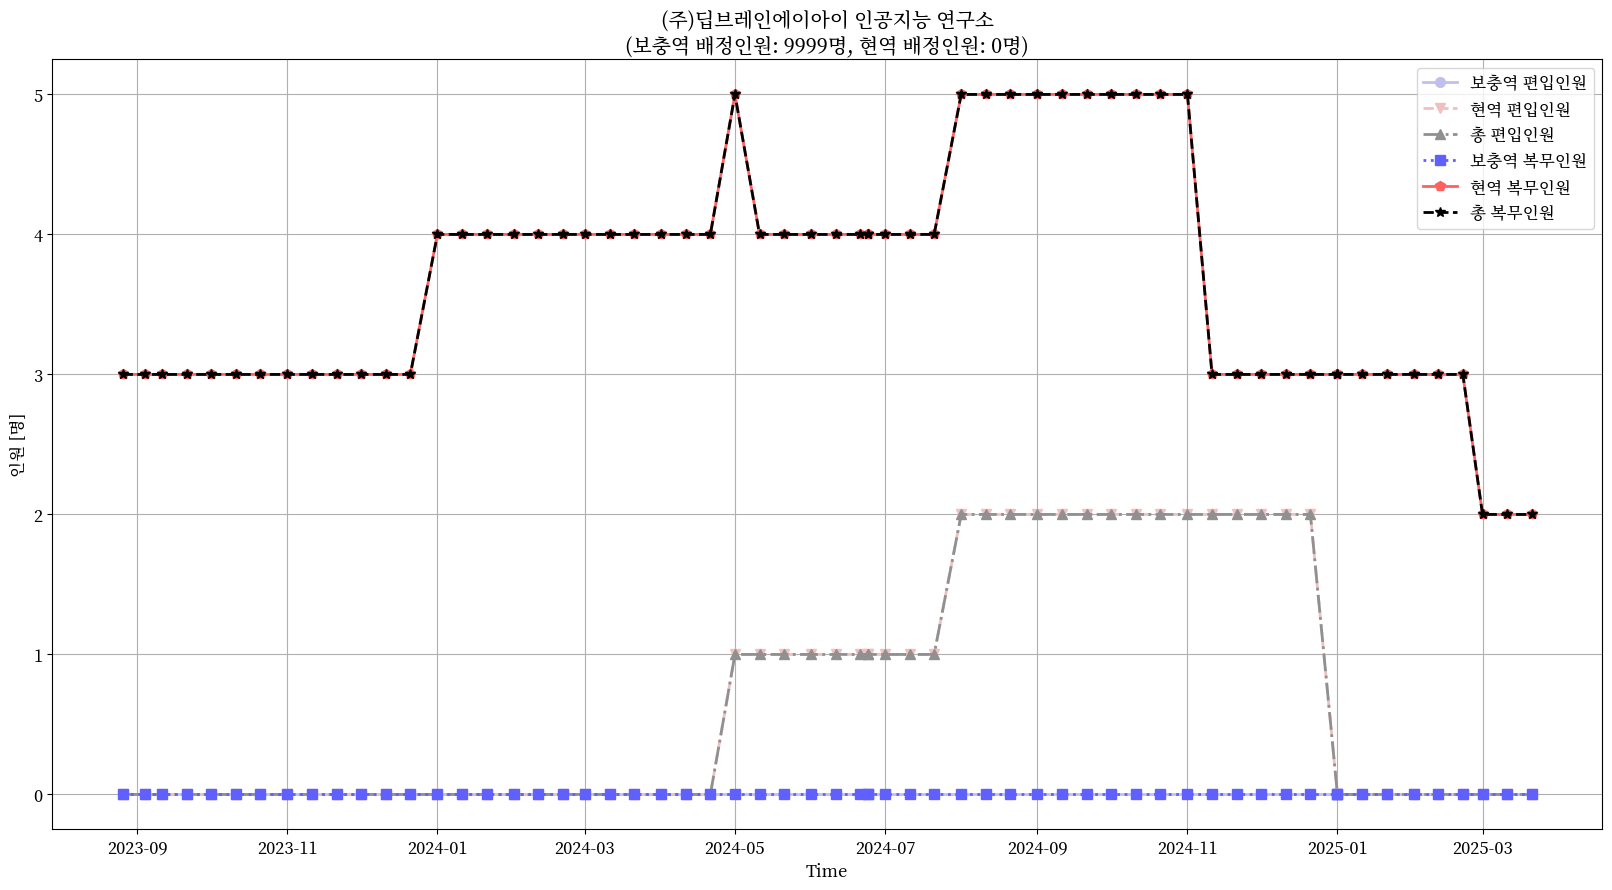 (주)딥브레인에이아이 인공지능 연구소
(보충역 배정인원: 9999명, 현역 배정인원: 0명)
보충역 편입인원
현역 편입인원
총 편입인원
보충역 복무인원
현역 복무인원
총 복무인원
인원 [명]
5
4
3
2
1
0
2023-09 2023-11 2024-01 2024-03 2024-05 2024-07 2024-09 2024-11 2025-01 2025-03
Time